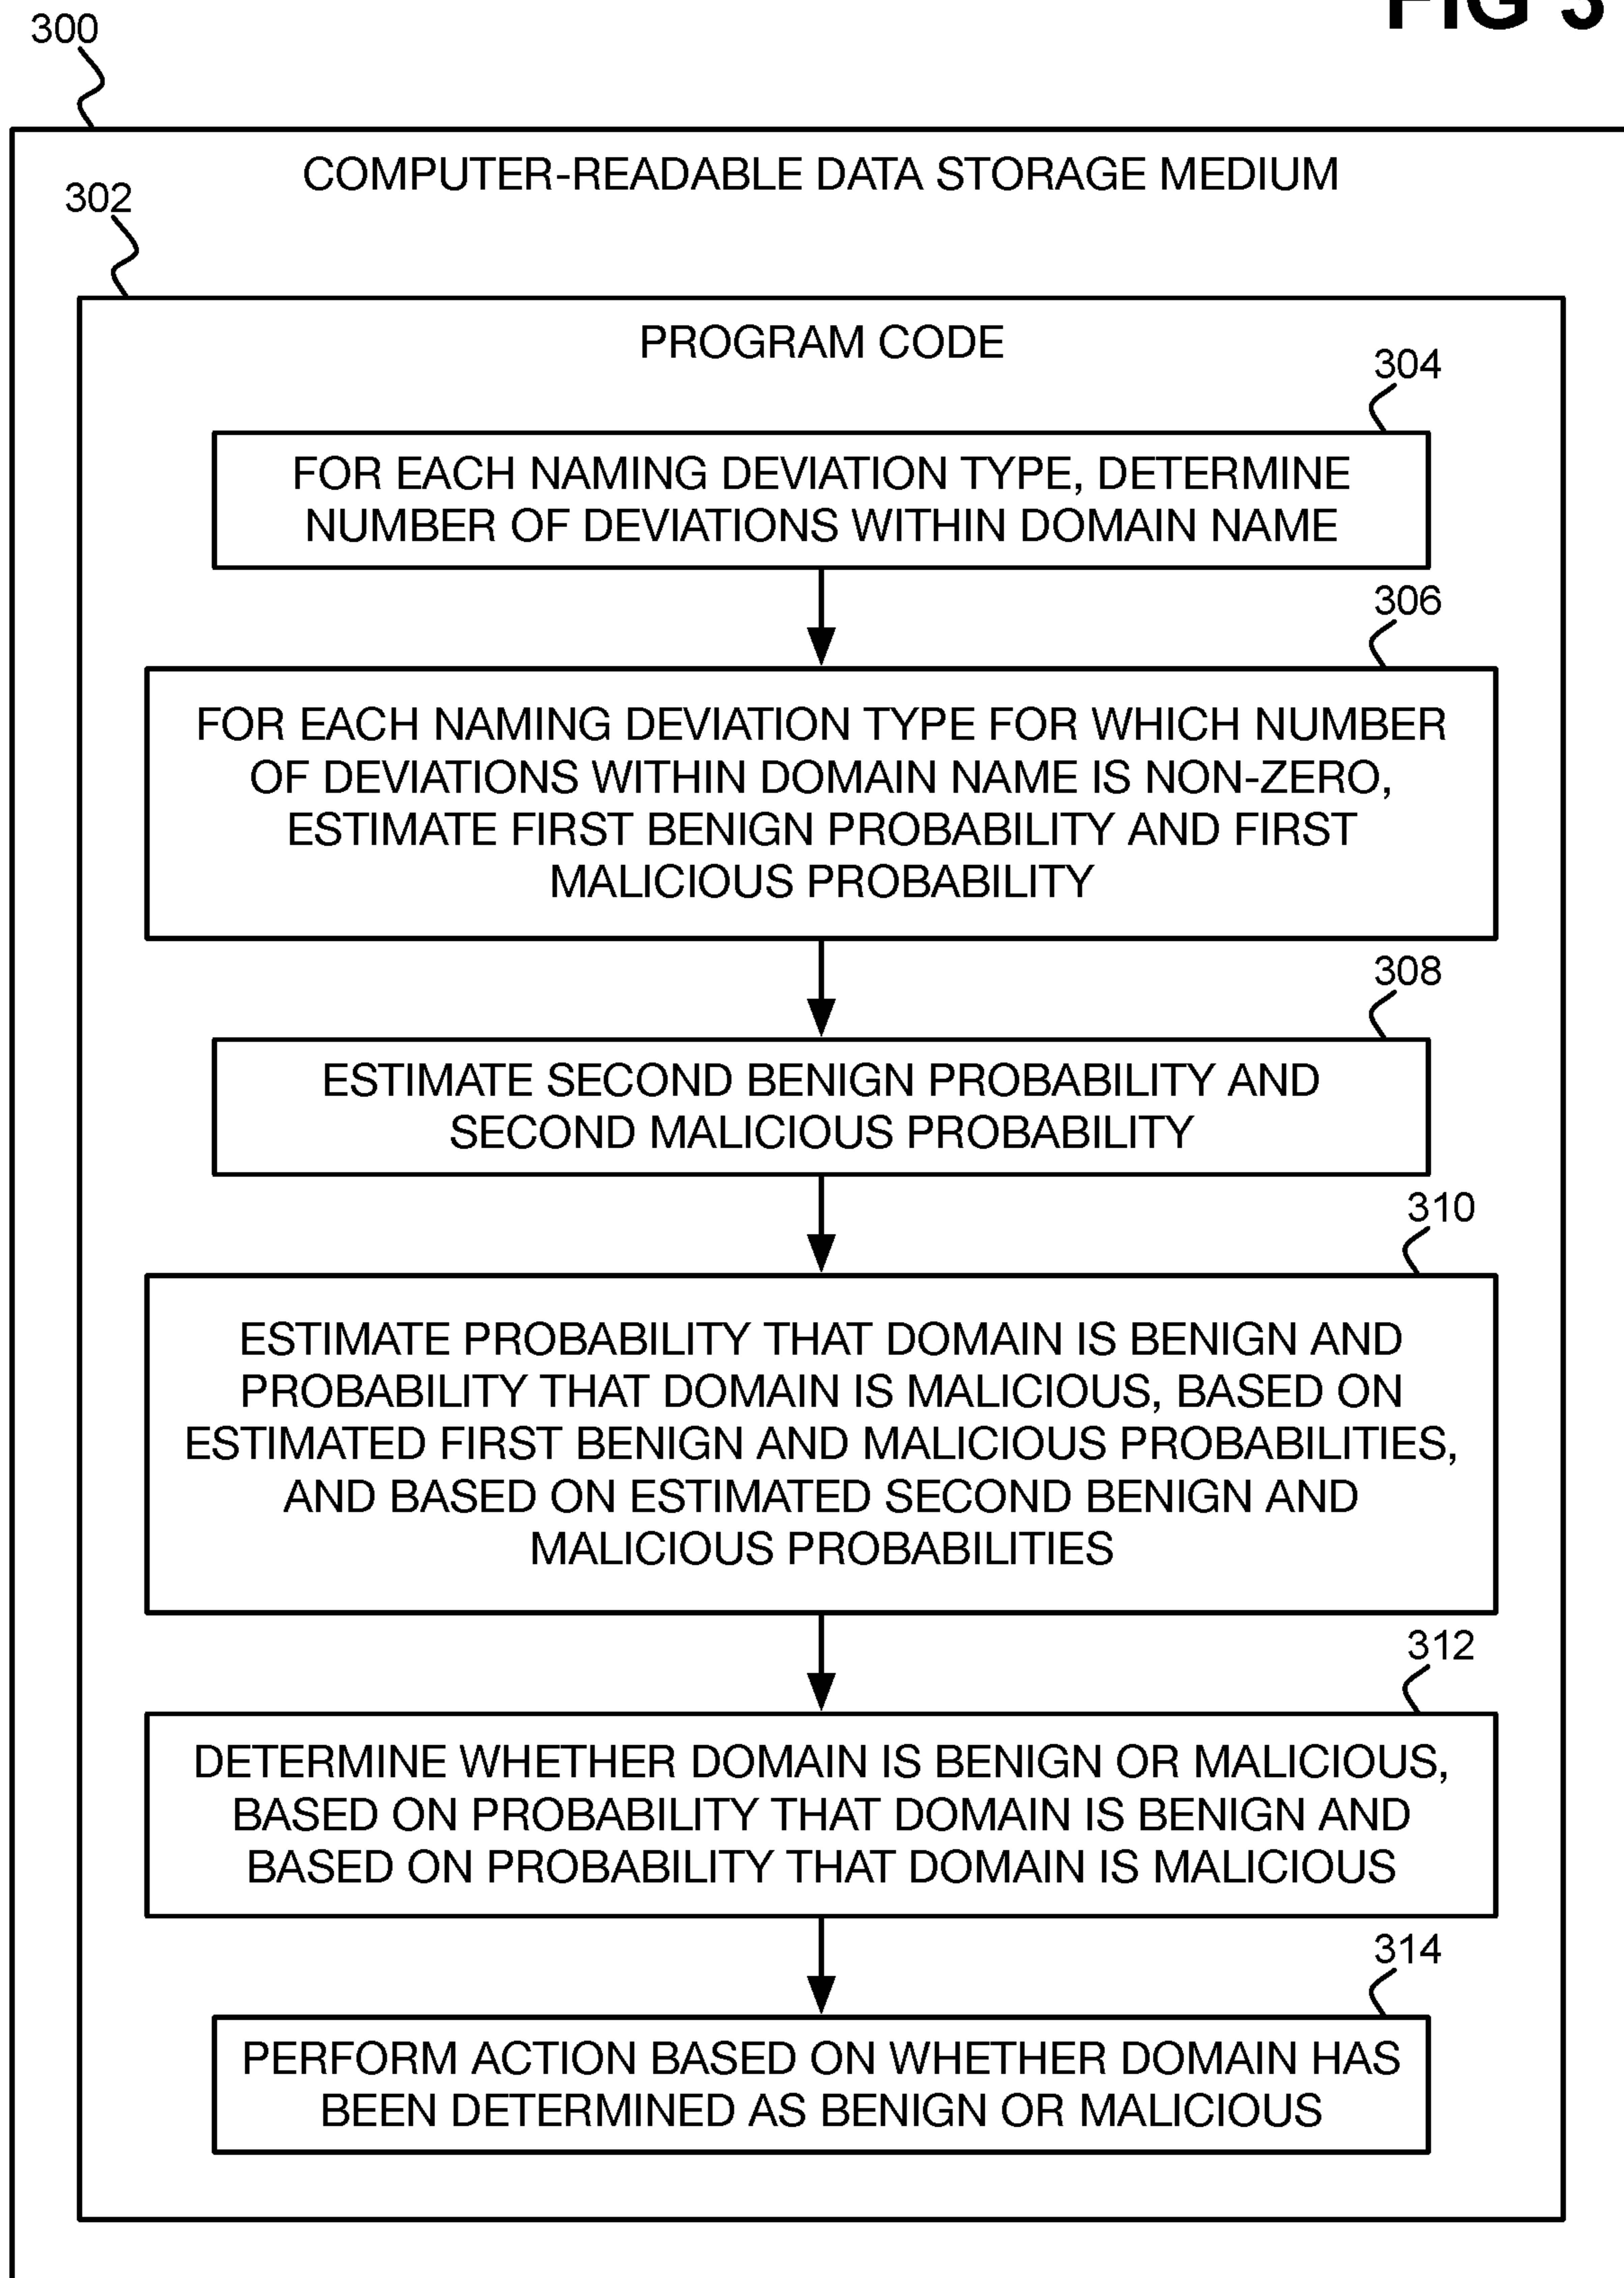 FIG 3
300
COMPUTER-READABLE DATA STORAGE MEDIUM
302
PROGRAM CODE
304
FOR EACH NAMING DEVIATION TYPE, DETERMINE
NUMBER OF DEVIATIONS WITHIN DOMAIN NAME
306
FOR EACH NAMING DEVIATION TYPE FOR WHICH NUMBER
OF DEVIATIONS WITHIN DOMAIN NAME IS NON-ZERO,
ESTIMATE FIRST BENIGN PROBABILITY AND FIRST
MALICIOUS PROBABILITY
308
ESTIMATE SECOND BENIGN PROBABILITY AND
SECOND MALICIOUS PROBABILITY
310
ESTIMATE PROBABILITY THAT DOMAIN IS BENIGN AND
PROBABILITY THAT DOMAIN IS MALICIOUS, BASED ON
ESTIMATED FIRST BENIGN AND MALICIOUS PROBABILITIES,
AND BASED ON ESTIMATED SECOND BENIGN AND
MALICIOUS PROBABILITIES
312
DETERMINE WHETHER DOMAIN IS BENIGN OR MALICIOUS,
BASED ON PROBABILITY THAT DOMAIN IS BENIGN AND
BASED ON PROBABILITY THAT DOMAIN IS MALICIOUS
314
PERFORM ACTION BASED ON WHETHER DOMAIN HAS
BEEN DETERMINED AS BENIGN OR MALICIOUS